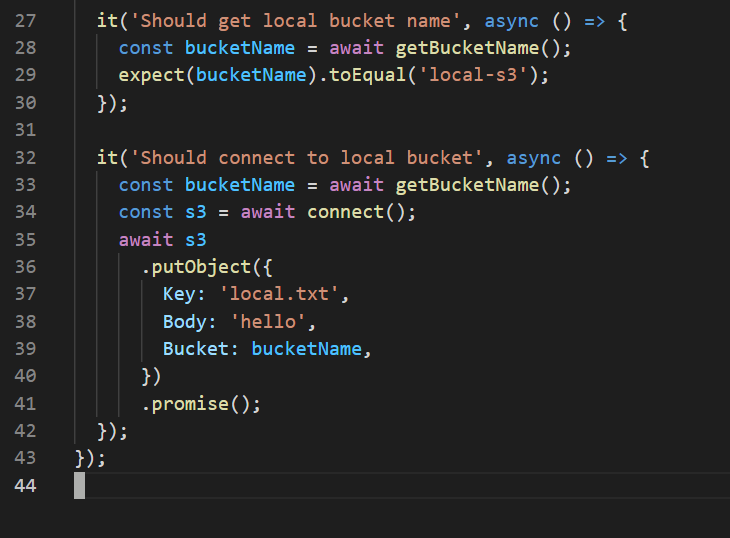 27 it('Should get local bucket name', async () => {
28 const bucketName = await getBucketName();
29 expect(bucketName).toEqual('local-s3');
30 });
31
32 it('Should connect to local bucket', async () => {
33 const bucketName = await getBucketName();
34 const s3 = await connect();
35 await s3
36 .putObject({
37 Key: 'local.txt',
38 Body: 'hello',
39 Bucket: bucketName,
40 })
41 .promise();
42 });
43 });
44